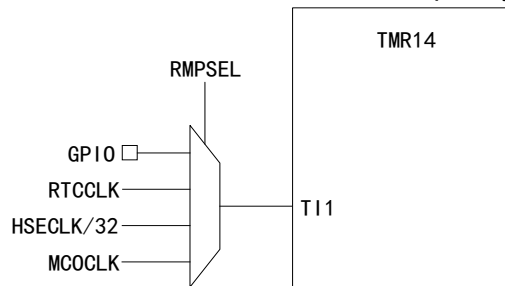 TMR14
RMPSEL
GPIO
RTCCLK
TI1
HSECLK/32
MCOCLK